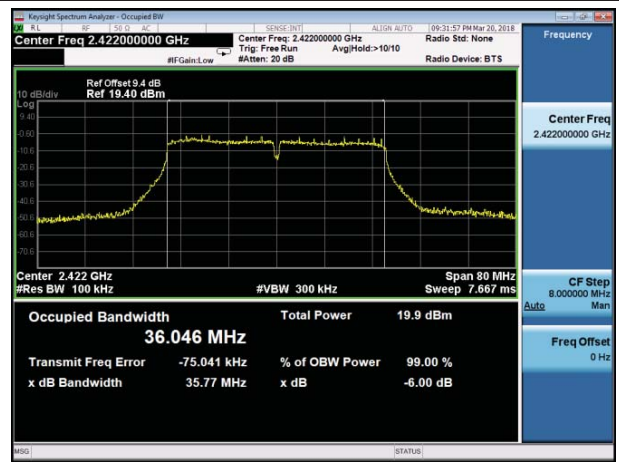 Keysight Spectrum Analyzer - Occupied BW
LXI RL RF 50 Ω AC SENSE:INT ALIGN AUTO 09:31:57 PM Mar 20, 2018
Center Freq 2.422000000 GHz Center Freq: 2.422000000 GHz Radio Std: None Frequency
Trig: Free Run Avg|Hold:>10/10
#IFGain:Low #Atten: 20 dB Radio Device: BTS
Ref Offset 9.4 dB
10 dB/div Ref 19.40 dBm
Log
9.40
-0.60
-10.6
-20.6
-30.6
-40.6
-50.6
-60.6
-70.6
Center Freq
2.422000000 GHz
Center 2.422 GHz Span 80 MHz
#Res BW 100 kHz #VBW 300 kHz Sweep 7.667 ms
CF Step
8.000000 MHz
Auto Man
Occupied Bandwidth Total Power 19.9 dBm
36.046 MHz
Freq Offset
0 Hz
Transmit Freq Error -75.041 kHz % of OBW Power 99.00 %
x dB Bandwidth 35.77 MHz x dB -6.00 dB
MSG STATUS